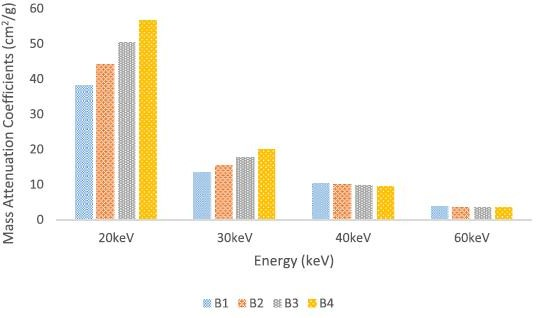 Mass Attenuation Coefficients (cm²/g)
60
50
40
30
20
10
0
20keV 30keV 40keV 60keV
Energy (keV)
B1 B2 B3 B4